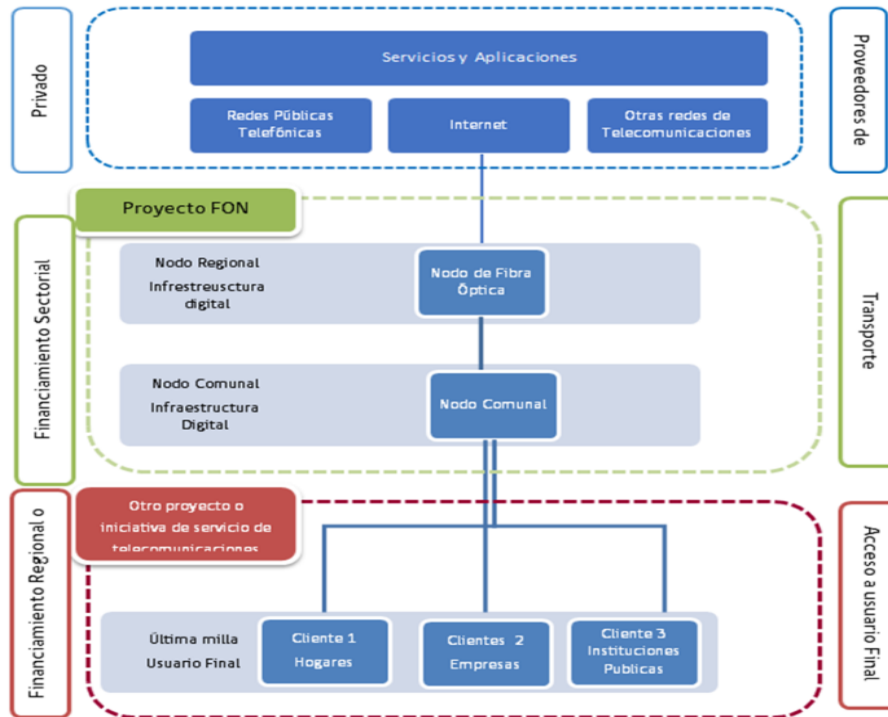 Privado
Servicios y Aplicaciones
Redes Públicas
Telefónicas
Internet
Otras redes de
Telecomunicaciones
Proveedores de
Proyecto FON
Financiamiento Sectorial
Nodo Regional
Infrestreusctura
digital
Nodo de Fibra
Óptica
Nodo Comunal
Infraestructura
Digital
Nodo Comunal
Transporte
Financiamiento Regional o
Otro proyecto o
iniciativa de servicio de
telecomunicaciones
Última milla
Usuario Final
Cliente 1
Hogares
Clientes 2
Empresas
Cliente 3
Instituciones
Publicas
Acceso a usuario Final